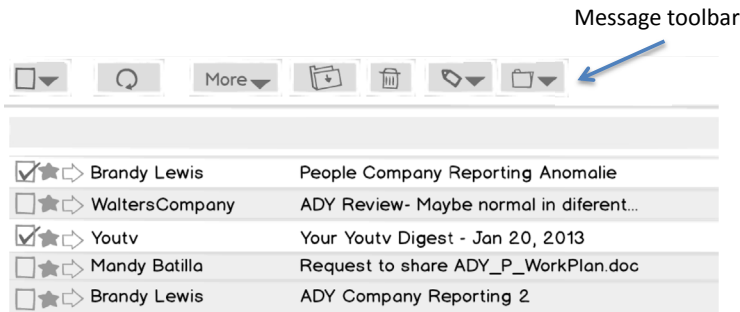 Message toolbar
More
Brandy Lewis People Company Reporting Anomalie
WaltersCompany ADY Review- Maybe normal in diferent...
Youtv Your Youtv Digest - Jan 20, 2013
Mandy Batilla Request to share ADY_P_WorkPlan.doc
Brandy Lewis ADY Company Reporting 2